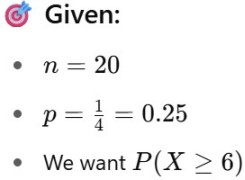 🎯 Given:
• n = 20
• p = 1/4 = 0.25
• We want P(X ≥ 6)